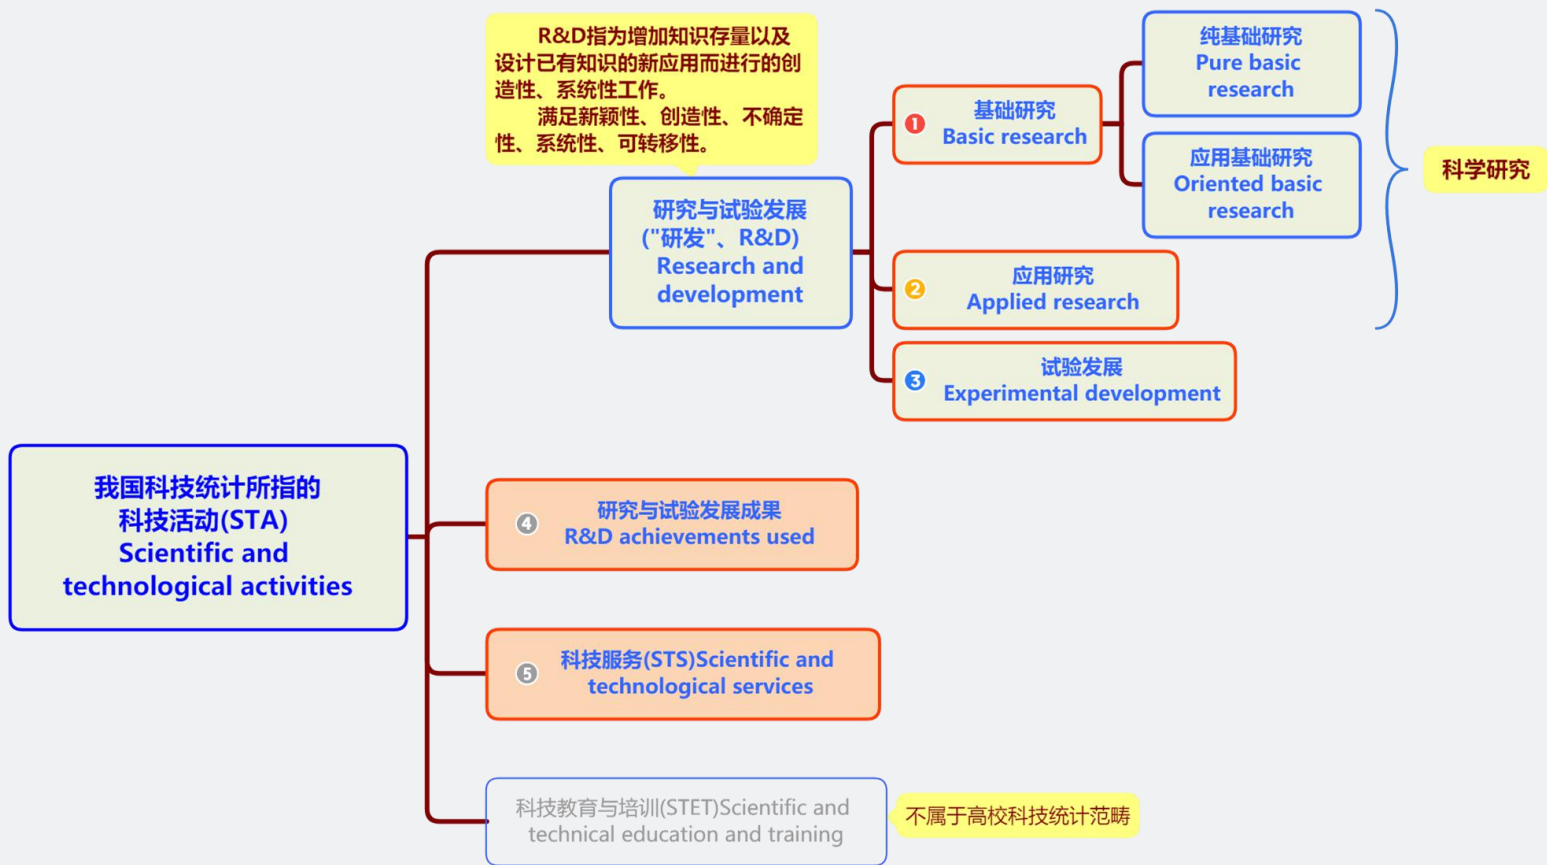 R&D指为增加知识存量以及
设计已有知识的新应用而进行的创
造性、系统性工作。
满足新颖性、创造性、不确定
性、系统性、可转移性。
研究与试验发展
("研发"、R&D)
Research and
development
1
基础研究
Basic research
纯基础研究
Pure basic
research
应用基础研究
Oriented basic
research
科学研究
2
应用研究
Applied research
3
试验发展
Experimental development
我国科技统计所指的
科技活动(STA)
Scientific and
technological activities
4
研究与试验发展成果
R&D achievements used
5
科技服务(STS)Scientific and
technological services
科技教育与培训(STET)Scientific and
technical education and training
不属于高校科技统计范畴